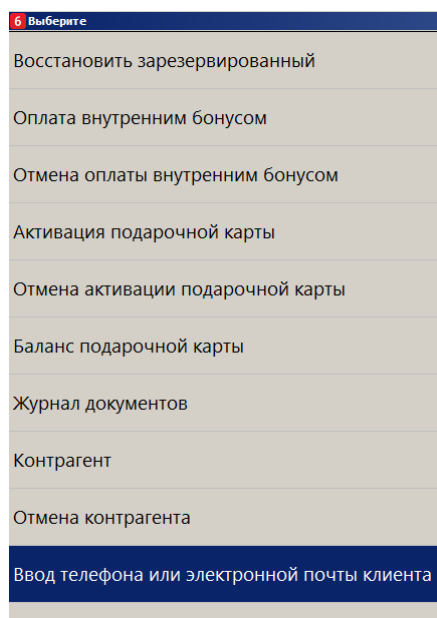 6 Выберите
Восстановить зарезервированный
Оплата внутренним бонусом
Отмена оплаты внутренним бонусом
Активация подарочной карты
Отмена активации подарочной карты
Баланс подарочной карты
Журнал документов
Контрагент
Отмена контрагента
Ввод телефона или электронной почты клиента